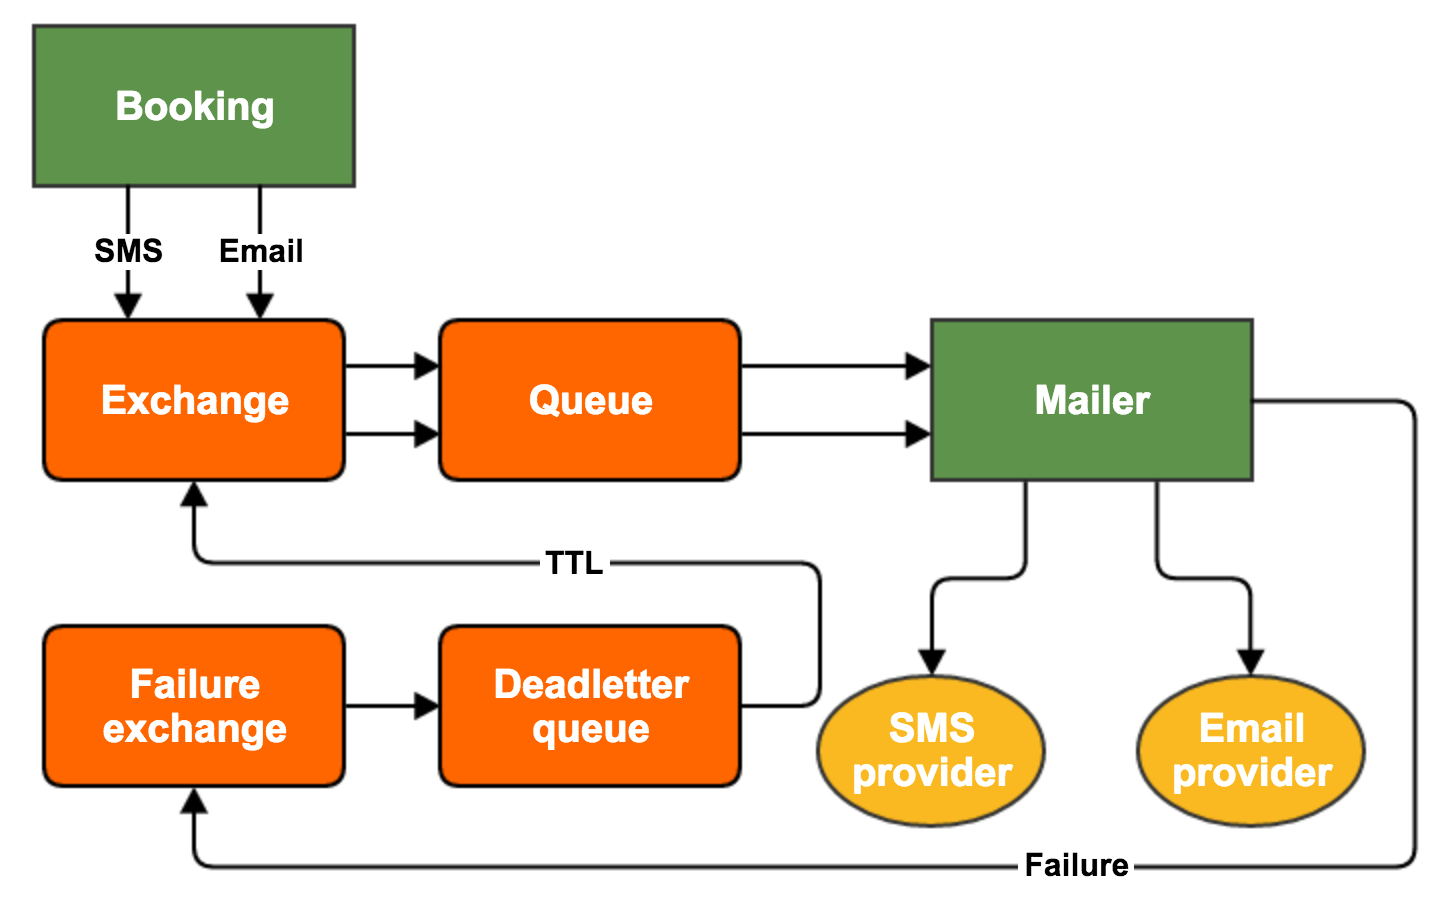 Booking
SMS
Email
Exchange
Queue
Mailer
TTL
Failure
exchange
Deadletter
queue
SMS
provider
Email
provider
Failure